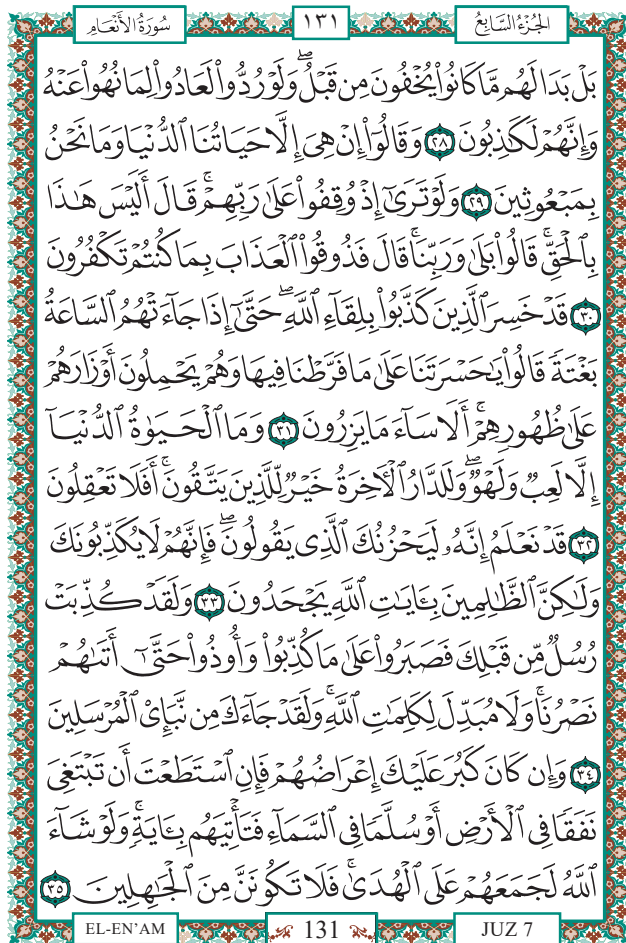 سُورَةُ الأَنْعَامِ ١٣١ الجُزْءُ السَّابِعُ
بَلْ بَدَا لَهُم مَّا كَانُوا۟ يُخْفُونَ مِن قَبْلُ ۖ وَلَوْ رُدُّوا۟ لَعَادُوا۟ لِمَا نُهُوا۟ عَنْهُ
وَإِنَّهُمْ لَكَـٰذِبُونَ ٢٨ وَقَالُوٓا۟ إِنْ هِىَ إِلَّا حَيَاتُنَا ٱلدُّنْيَا وَمَا نَحْنُ
بِمَبْعُوثِينَ ٢٩ وَلَوْ تَرَىٰٓ إِذْ وُقِفُوا۟ عَلَىٰ رَبِّهِمْ ۚ قَالَ أَلَيْسَ هَـٰذَا
بِٱلْحَقِّ ۚ قَالُوا۟ بَلَىٰ وَرَبِّنَا ۚ قَالَ فَذُوقُوا۟ ٱلْعَذَابَ بِمَا كُنتُمْ تَكْفُرُونَ
٣٠ قَدْ خَسِرَ ٱلَّذِينَ كَذَّبُوا۟ بِلِقَآءِ ٱللَّهِ ۖ حَتَّىٰٓ إِذَا جَآءَتْهُمُ ٱلسَّاعَةُ
بَغْتَةً قَالُوا۟ يَـٰحَسْرَتَنَا عَلَىٰ مَا فَرَّطْنَا فِيهَا وَهُمْ يَحْمِلُونَ أَوْزَارَهُمْ
عَلَىٰ ظُهُورِهِمْ ۚ أَلَا سَآءَ مَا يَزِرُونَ ٣١ وَمَا ٱلْحَيَوٰةُ ٱلدُّنْيَآ
إِلَّا لَعِبٌ وَلَهْوٌ ۖ وَلَلدَّارُ ٱلْـَٔاخِرَةُ خَيْرٌ لِّلَّذِينَ يَتَّقُونَ ۗ أَفَلَا تَعْقِلُونَ
٣٢ قَدْ نَعْلَمُ إِنَّهُۥ لَيَحْزُنُكَ ٱلَّذِى يَقُولُونَ ۖ فَإِنَّهُمْ لَا يُكَذِّبُونَكَ
وَلَـٰكِنَّ ٱلظَّـٰلِمِينَ بِـَٔايَـٰتِ ٱللَّهِ يَجْحَدُونَ ٣٣ وَلَقَدْ كُذِّبَتْ
رُسُلٌ مِّن قَبْلِكَ فَصَبَرُوا۟ عَلَىٰ مَا كُذِّبُوا۟ وَأُوذُوا۟ حَتَّىٰٓ أَتَىٰهُمْ
نَصْرُنَا ۚ وَلَا مُبَدِّلَ لِكَلِمَـٰتِ ٱللَّهِ ۚ وَلَقَدْ جَآءَكَ مِن نَّبَإِى۟ ٱلْمُرْسَلِينَ
٣٤ وَإِن كَانَ كَبُرَ عَلَيْكَ إِعْرَاضُهُمْ فَإِنِ ٱسْتَطَعْتَ أَن تَبْتَغِىَ
نَفَقًا فِى ٱلْأَرْضِ أَوْ سُلَّمًا فِى ٱلسَّمَآءِ فَتَأْتِيَهُم بِـَٔايَةٍ ۚ وَلَوْ شَآءَ
ٱللَّهُ لَجَمَعَهُمْ عَلَى ٱلْهُدَىٰ ۚ فَلَا تَكُونَنَّ مِنَ ٱلْجَـٰهِلِينَ ٣٥
EL-EN'AM 131 JUZ 7